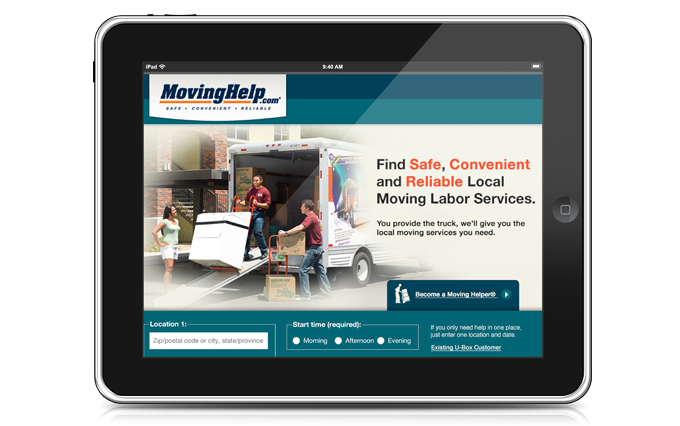 iPad 9:40 AM
MovingHelp.com®
SAFE • CONVENIENT • RELIABLE
Find Safe, Convenient
and Reliable Local
Moving Labor Services.
You provide the truck, we'll give you the
local moving services you need.
Become a Moving Helper®
Location 1:
Zip/postal code or city, state/province
Start time (required):
Morning Afternoon Evening
If you only need help in one place,
just enter one location and date.
Existing U-Box Customer